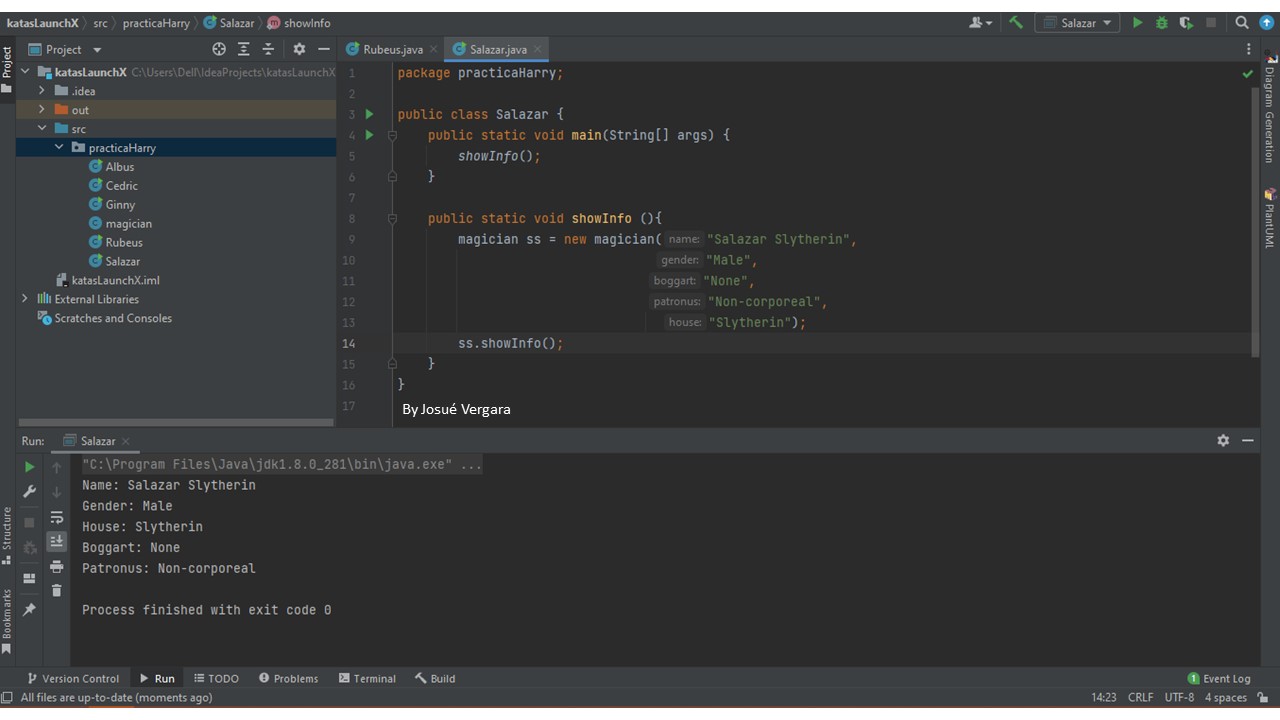 katasLaunchX src practicaHarry Salazar showInfo Salazar
Project
Project
katasLaunchX C:\Users\Dell\IdeaProjects\katasLaunchX
.idea
out
src
practicaHarry
Albus
Cedric
Ginny
magician
Rubeus
Salazar
katasLaunchX.iml
External Libraries
Scratches and Consoles
Rubeus.java Salazar.java
1 package practicaHarry;
2
3 public class Salazar {
4 public static void main(String[] args) {
5 showInfo();
6 }
7
8 public static void showInfo (){
9 magician ss = new magician( name: "Salazar Slytherin",
10 gender: "Male",
11 boggart: "None",
12 patronus: "Non-corporeal",
13 house: "Slytherin");
14 ss.showInfo();
15 }
16 }
17
By Josué Vergara
Diagram Generation
PlantUML
Run: Salazar
"C:\Program Files\Java\jdk1.8.0_281\bin\java.exe" ...
Name: Salazar Slytherin
Gender: Male
House: Slytherin
Boggart: None
Patronus: Non-corporeal
Process finished with exit code 0
Structure
Bookmarks
Version Control Run TODO Problems Terminal Build 1 Event Log
All files are up-to-date (moments ago) 14:23 CRLF UTF-8 4 spaces